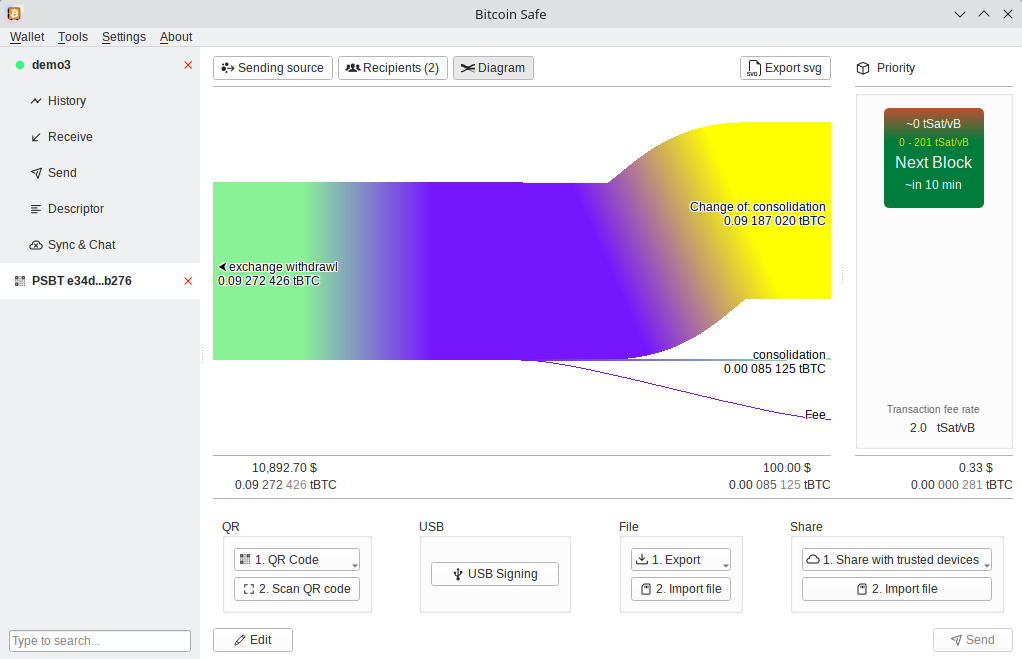 Bitcoin Safe
Wallet Tools Settings About
demo3
History
Receive
Send
Descriptor
Sync & Chat
PSBT e34d...b276
Type to search...
Sending source
Recipients (2)
Diagram
SVG
Export svg
exchange withdrawl
0.09 272 426 tBTC
Change of: consolidation
0.09 187 020 tBTC
consolidation
0.00 085 125 tBTC
Fee
10,892.70 $
0.09 272 426 tBTC
100.00 $
0.00 085 125 tBTC
Priority
~0 tSat/vB
0 - 201 tSat/vB
Next Block
~in 10 min
Transaction fee rate
2.0 tSat/vB
0.33 $
0.00 000 281 tBTC
QR
1. QR Code
2. Scan QR code
USB
USB Signing
File
1. Export
2. Import file
Share
1. Share with trusted devices
2. Import file
Edit
Send